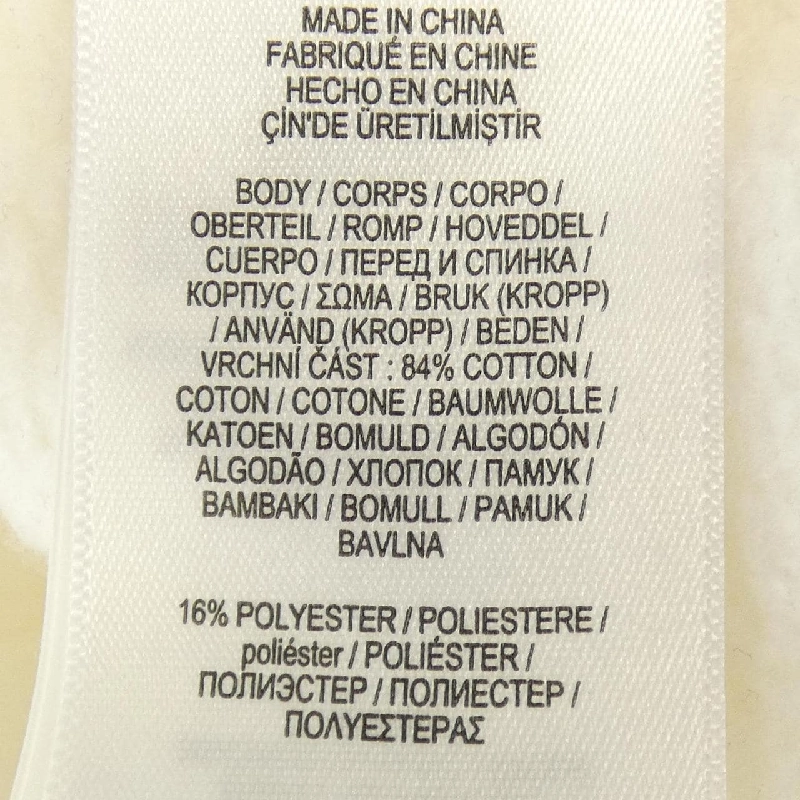 MADE IN CHINA
FABRIQUÉ EN CHINE
HECHO EN CHINA
ÇİN'DE ÜRETİLMİŞTİR
BODY / CORPS / CORPO /
OBERTEIL / ROMP / HOVEDDEL /
CUERPO / ПЕРЕД И СПИНКА /
КОРПУС / ΣΩΜΑ / BRUK (KROPP)
/ ANVÄND (KROPP) / BEDEN /
VRCHNÍ ČÁST : 84% COTTON /
COTON / COTONE / BAUMWOLLE /
KATOEN / BOMULD / ALGODÓN /
ALGODÃO / ХЛОПОК / ПАМУК /
BAMBAKI / BOMULL / PAMUK /
BAVLNA
16% POLYESTER / POLIESTERE /
poliéster / POLIÉSTER /
ПОЛИЭСТЕР / ПОЛИЕСТЕР /
ΠΟΛΥΕΣΤΕΡΑΣ